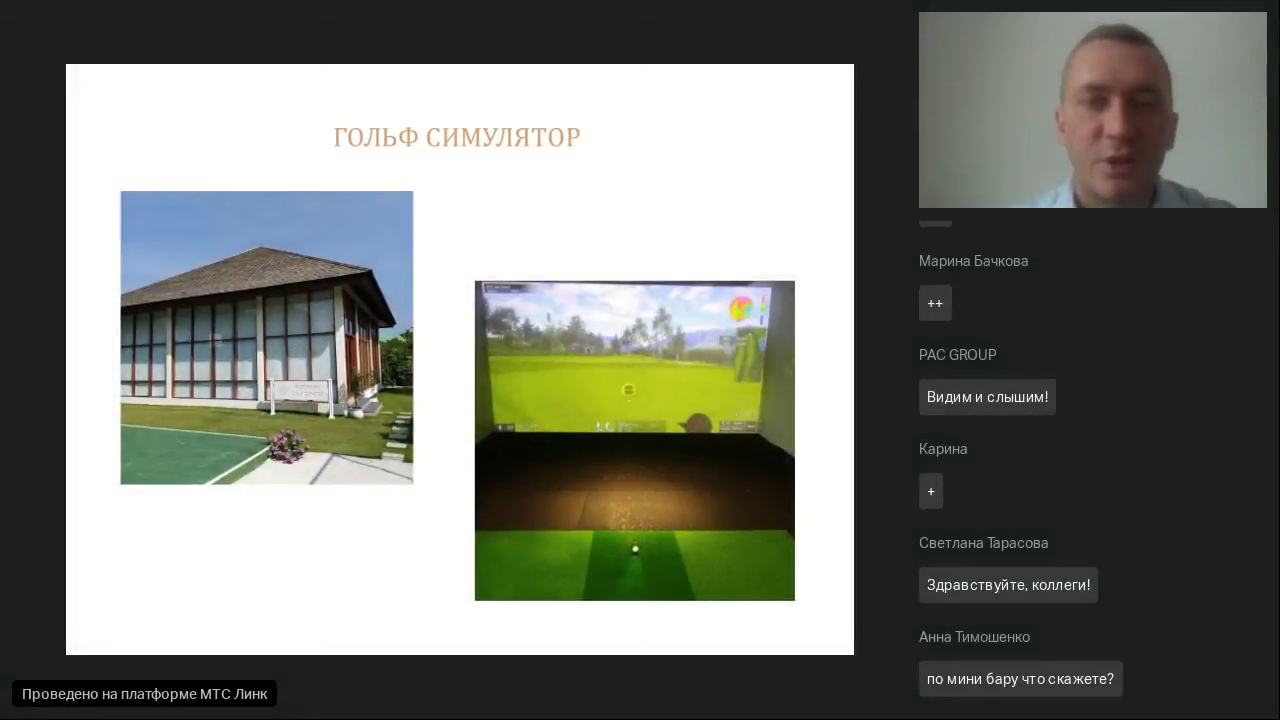 ГОЛЬФ СИМУЛЯТОР
Марина Бачкова
++
PAC GROUP
Видим и слышим!
Карина
+
Светлана Тарасова
Здравствуйте, коллеги!
Анна Тимошенко
по мини бару что скажете?
Проведено на платформе МТС Линк